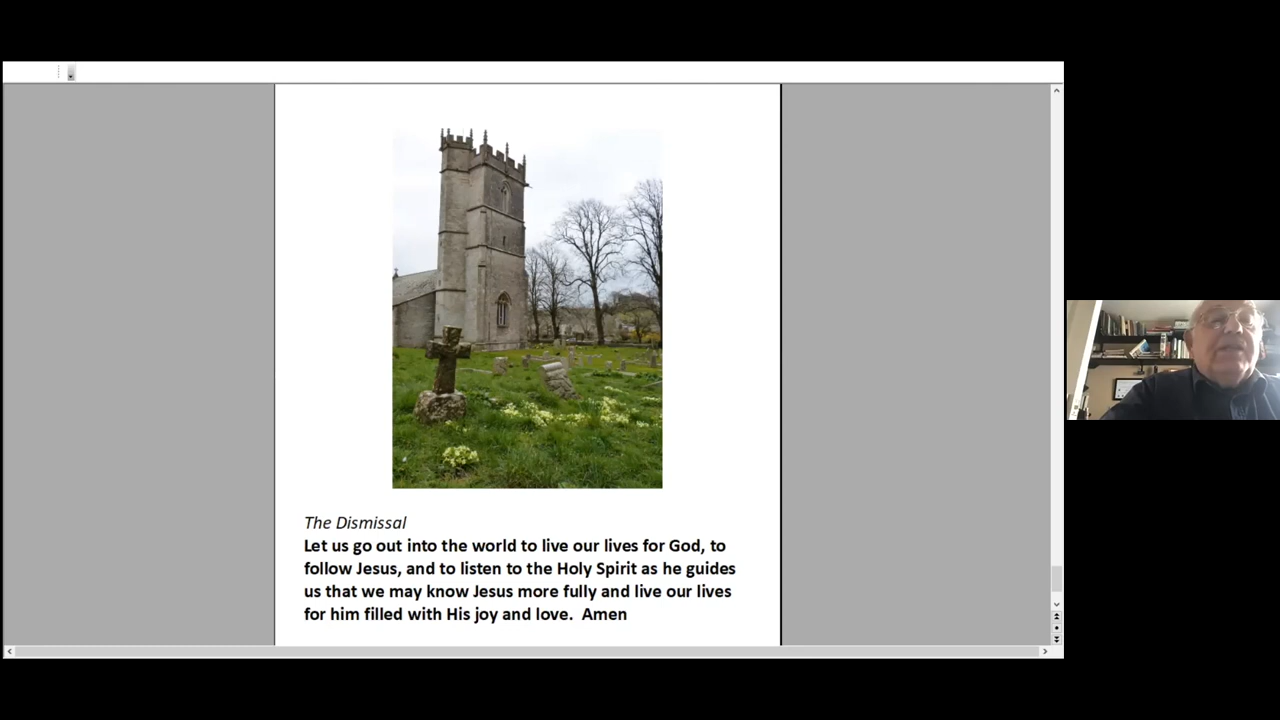 The Dismissal
Let us go out into the world to live our lives for God, to
follow Jesus, and to listen to the Holy Spirit as he guides
us that we may know Jesus more fully and live our lives
for him filled with His joy and love.  Amen